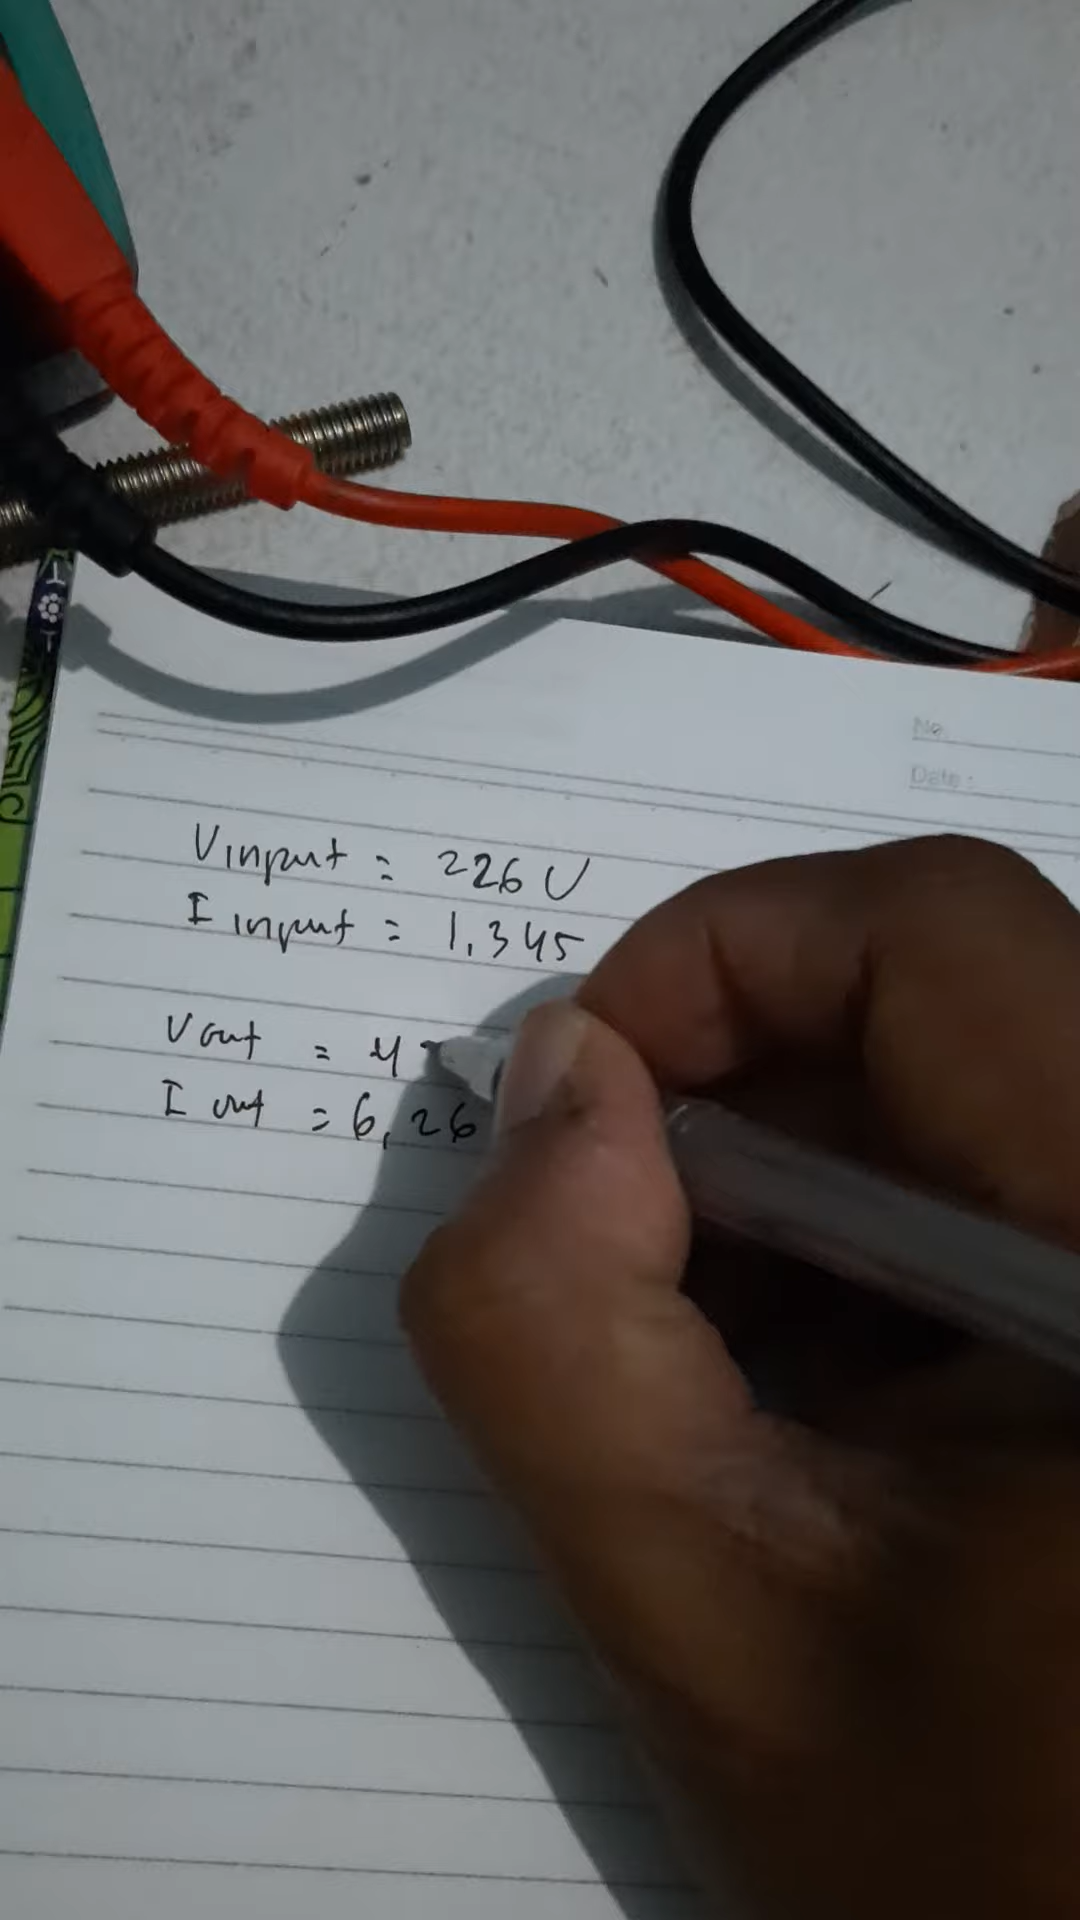 No.
Date:
Vinput = 226 V
I input = 1,345
Vout = 4
I out = 6,26